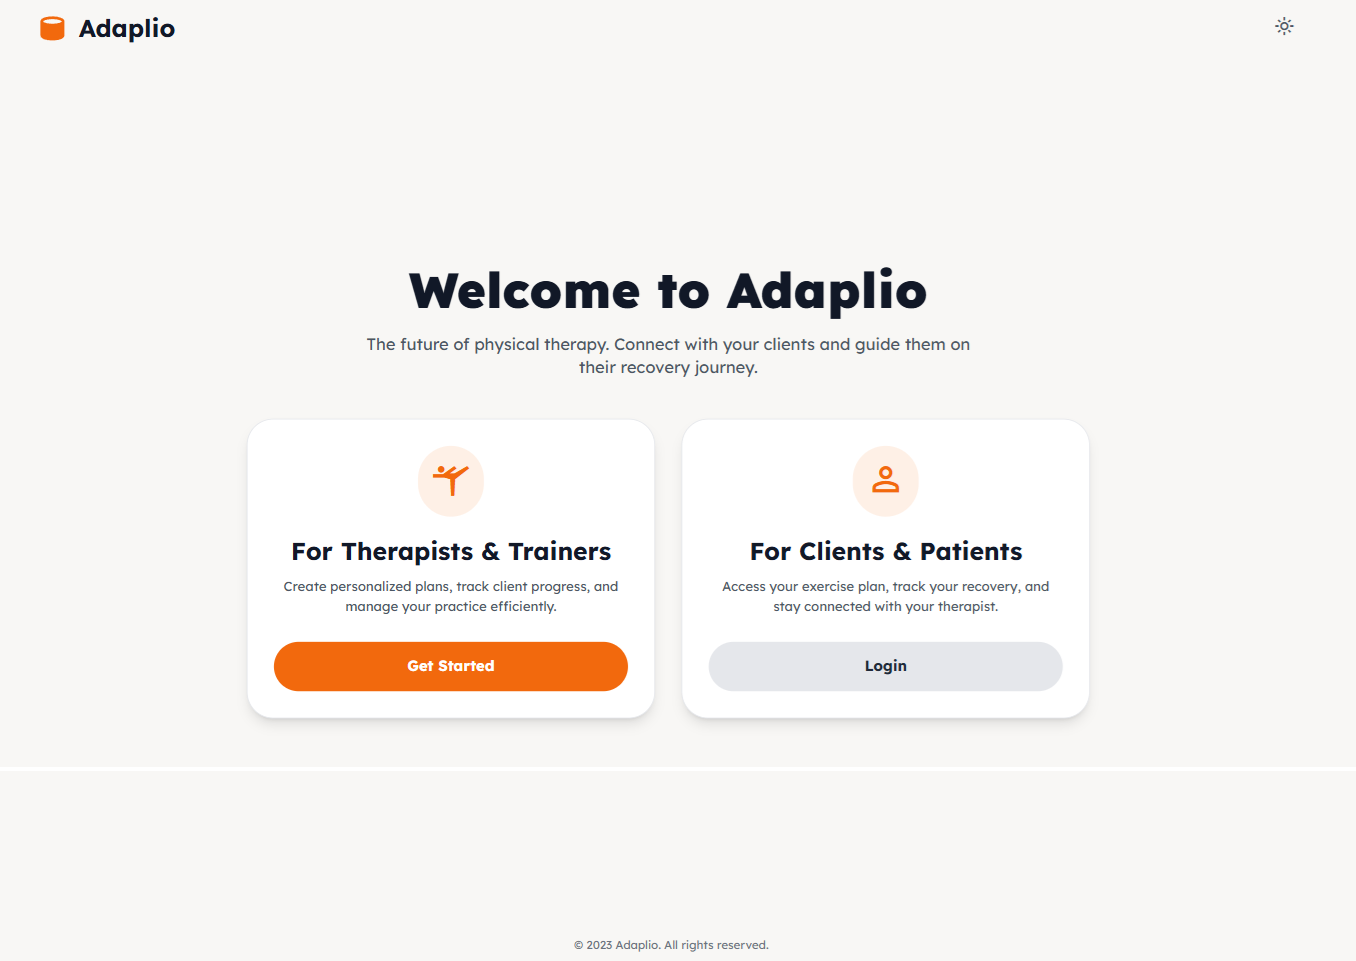 Adaplio
Welcome to Adaplio
The future of physical therapy. Connect with your clients and guide them on
their recovery journey.
For Therapists & Trainers
Create personalized plans, track client progress, and
manage your practice efficiently.
Get Started
For Clients & Patients
Access your exercise plan, track your recovery, and
stay connected with your therapist.
Login
© 2023 Adaplio. All rights reserved.